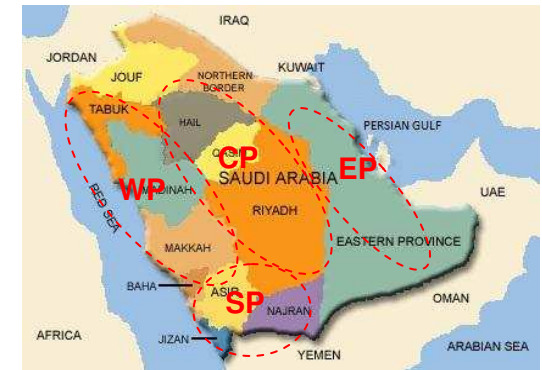 IRAQ
JORDAN
JOUF
KUWAIT
NORTHERN
BORDER
TABUK
HAIL
PERSIAN GULF
QASIM
CP
EP
SAUDI ARABIA
WP
MADINAH
UAE
RED SEA
RIYADH
MAKKAH
EASTERN PROVINCE
BAHA
ASIR
SP
OMAN
NAJRAN
AFRICA
JIZAN
YEMEN
ARABIAN SEA